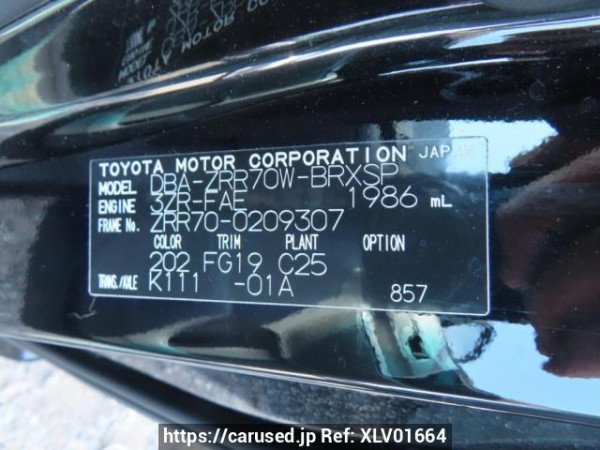 TOYOTA MOTOR CORPORATION JAPAN
MODEL DBA-ZRR70W-BRXSP
ENGINE 3ZR-FAE 1986 mL
FRAME No. ZRR70-0209307
COLOR TRIM PLANT OPTION
202 FG19 C25
TRANS./AXLE K111 -01A
857
https://carused.jp Ref: XLV01664